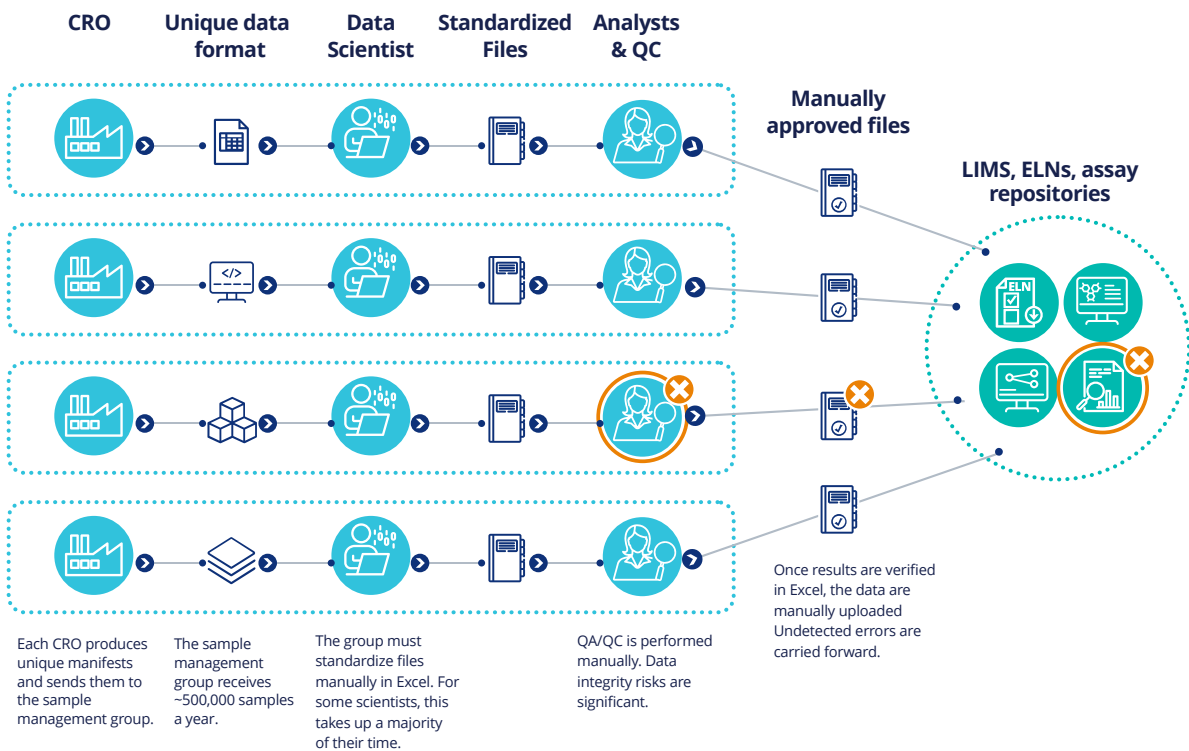 CRO
Unique data
format
Data
Scientist
Standardized
Files
Analysts
& QC
Manually
approved files
LIMS, ELNs, assay
repositories
</>
ELN
Each CRO produces
unique manifests
and sends them to
the sample
management group.
The sample
management
group receives
~500,000 samples
a year.
The group must
standardize files
manually in Excel. For
some scientists, this
takes up a majority
of their time.
QA/QC is performed
manually. Data
integrity risks are
significant.
Once results are verified
in Excel, the data are
manually uploaded
Undetected errors are
carried forward.